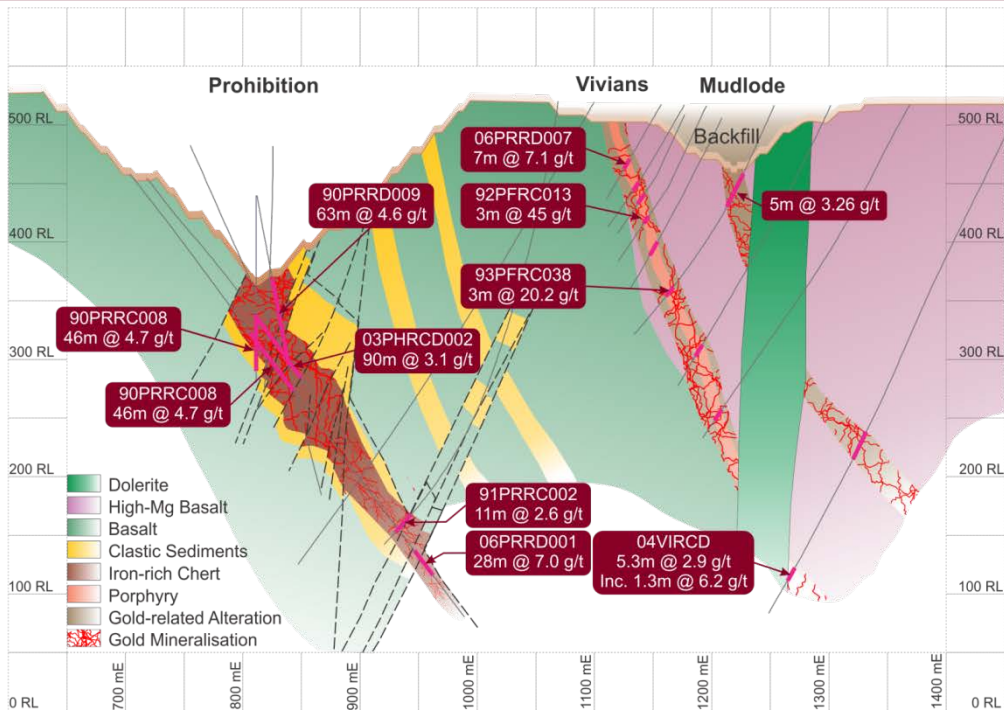 Prohibition
Vivians
Mudlode
500 RL
500 RL
Backfill
06PRRD007
7m @ 7.1 g/t
90PRRD009
63m @ 4.6 g/t
92PFRC013
3m @ 45 g/t
5m @ 3.26 g/t
400 RL
400 RL
93PFRC038
3m @ 20.2 g/t
90PRRC008
46m @ 4.7 g/t
03PHRCD002
90m @ 3.1 g/t
300 RL
300 RL
90PRRC008
46m @ 4.7 g/t
200 RL
200 RL
Dolerite
High-Mg Basalt
Basalt
Clastic Sediments
Iron-rich Chert
Porphyry
Gold-related Alteration
Gold Mineralisation
91PRRC002
11m @ 2.6 g/t
06PRRD001
28m @ 7.0 g/t
04VIRCD
5.3m @ 2.9 g/t
Inc. 1.3m @ 6.2 g/t
100 RL
100 RL
700 mE
800 mE
900 mE
1000 mE
1100 mE
1200 mE
1300 mE
1400 mE
0 RL
0 RL